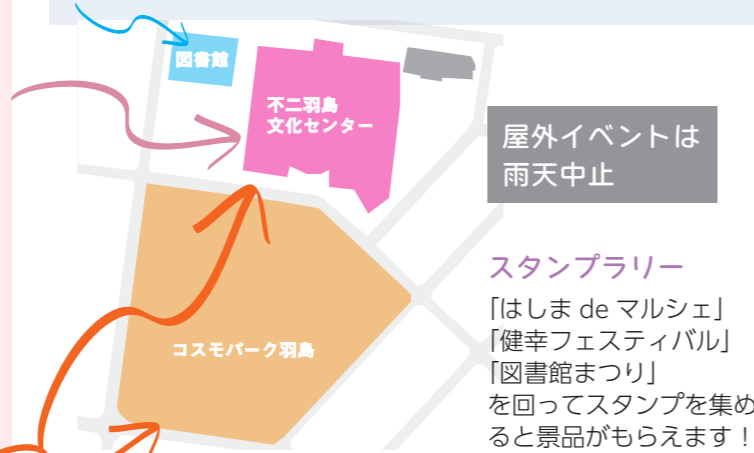 図書館
不二羽島
文化センター
屋外イベントは
雨天中止
コスモパーク羽島
スタンプラリー
「はしま de マルシェ」
「健幸フェスティバル」
「図書館まつり」
を回ってスタンプを集め
ると景品がもらえます！